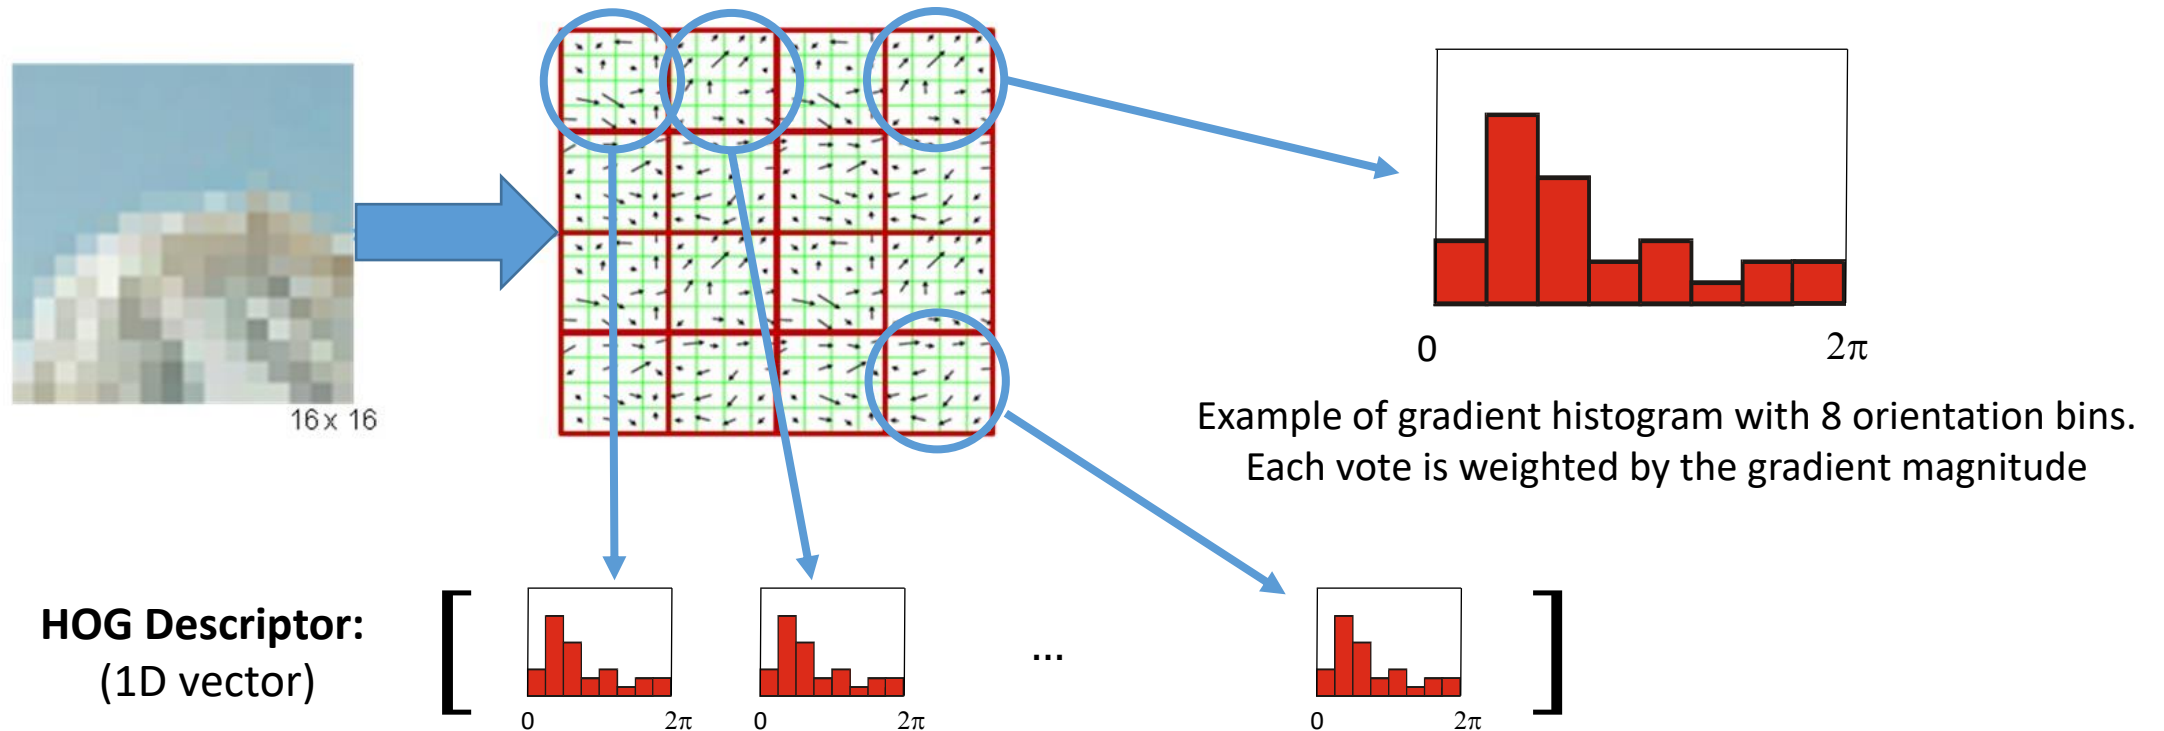 16 x 16
0
2π
Example of gradient histogram with 8 orientation bins.
Each vote is weighted by the gradient magnitude
HOG Descriptor:
(1D vector)
[
...
]
0
2π
0
2π
0
2π